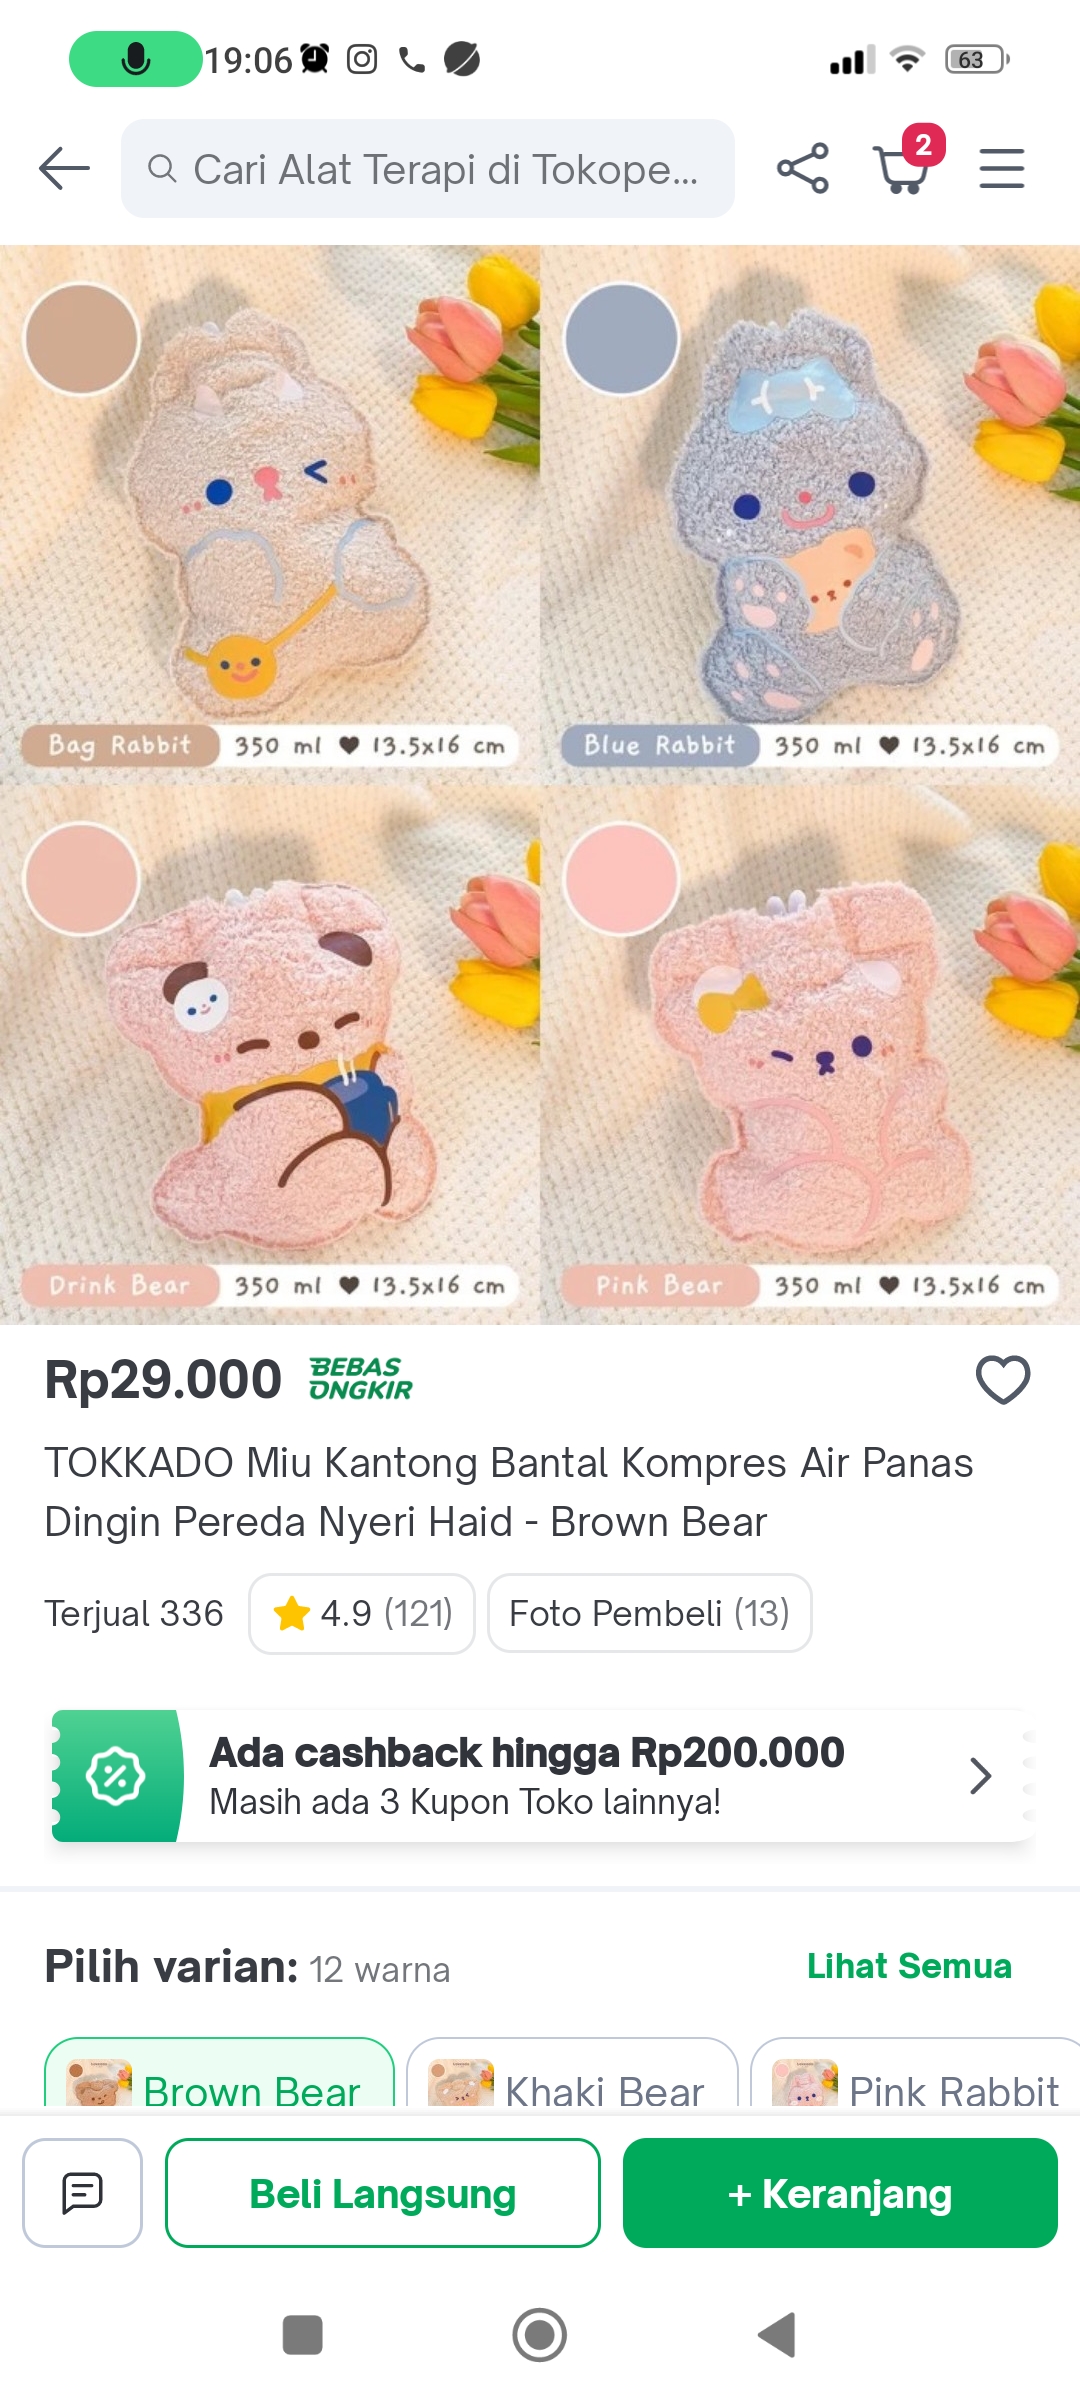 19:06
63
Cari Alat Terapi di Tokope...
2
Bag Rabbit 350 ml ♥ 13.5x16 cm
Blue Rabbit 350 ml ♥ 13.5x16 cm
Drink Bear 350 ml ♥ 13.5x16 cm
Pink Bear 350 ml ♥ 13.5x16 cm
Rp29.000
BEBAS
ONGKIR
TOKKADO Miu Kantong Bantal Kompres Air Panas
Dingin Pereda Nyeri Haid - Brown Bear
Terjual 336
4.9 (121)
Foto Pembeli (13)
Ada cashback hingga Rp200.000
Masih ada 3 Kupon Toko lainnya!
Pilih varian: 12 warna
Lihat Semua
Brown Bear
Khaki Bear
Pink Rabbit
Beli Langsung
+ Keranjang